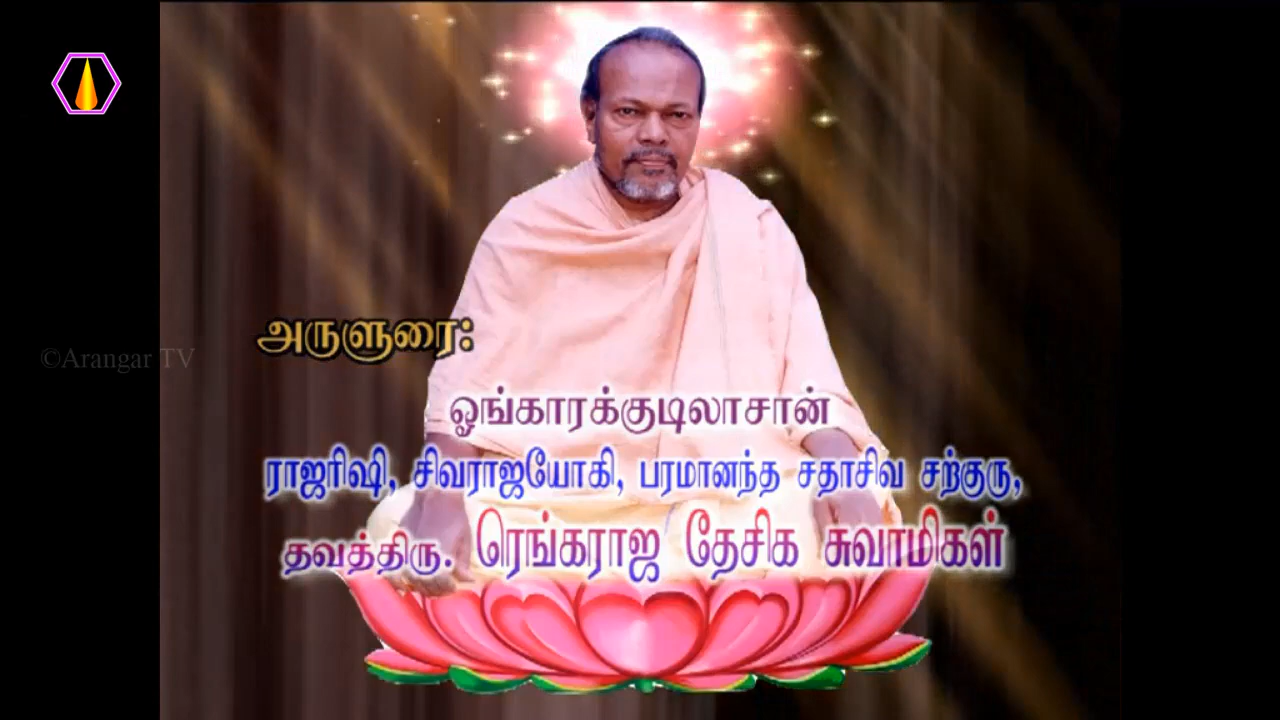 அருளுரை:
©Arangar TV
ஓங்காரக்குடிலாசான்
ராஜரிஷி, சிவராஜயோகி, பரமானந்த சதாசிவ சற்குரு,
தவத்திரு. ரெங்கராஜ தேசிக சுவாமிகள்